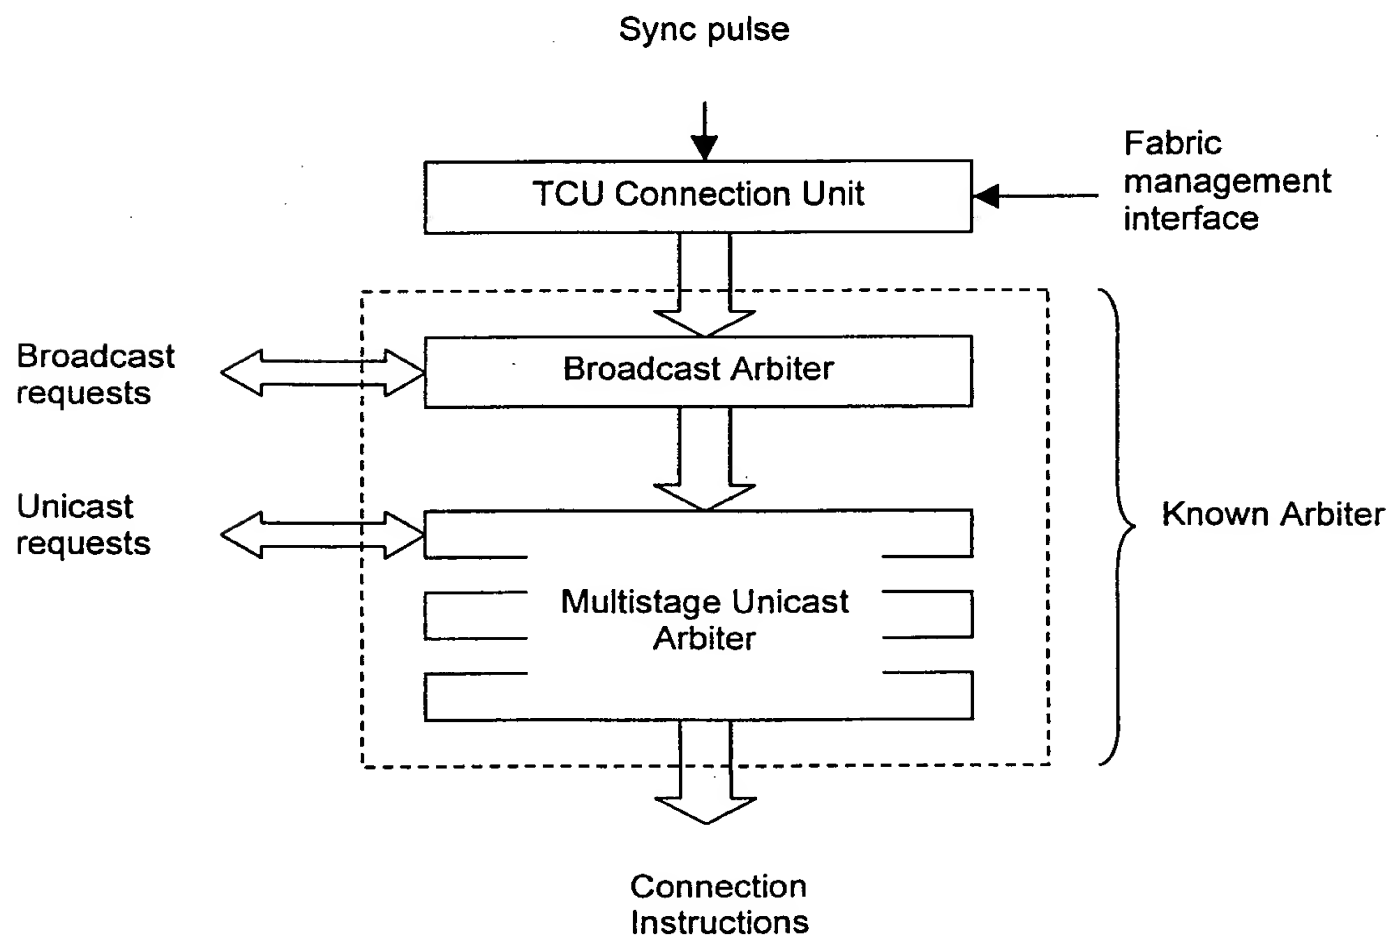 Sync pulse
Fabric
management
interface
TCU Connection Unit
Broadcast
requests
Broadcast Arbiter
Unicast
requests
Known Arbiter
Multistage Unicast
Arbiter
Connection
Instructions